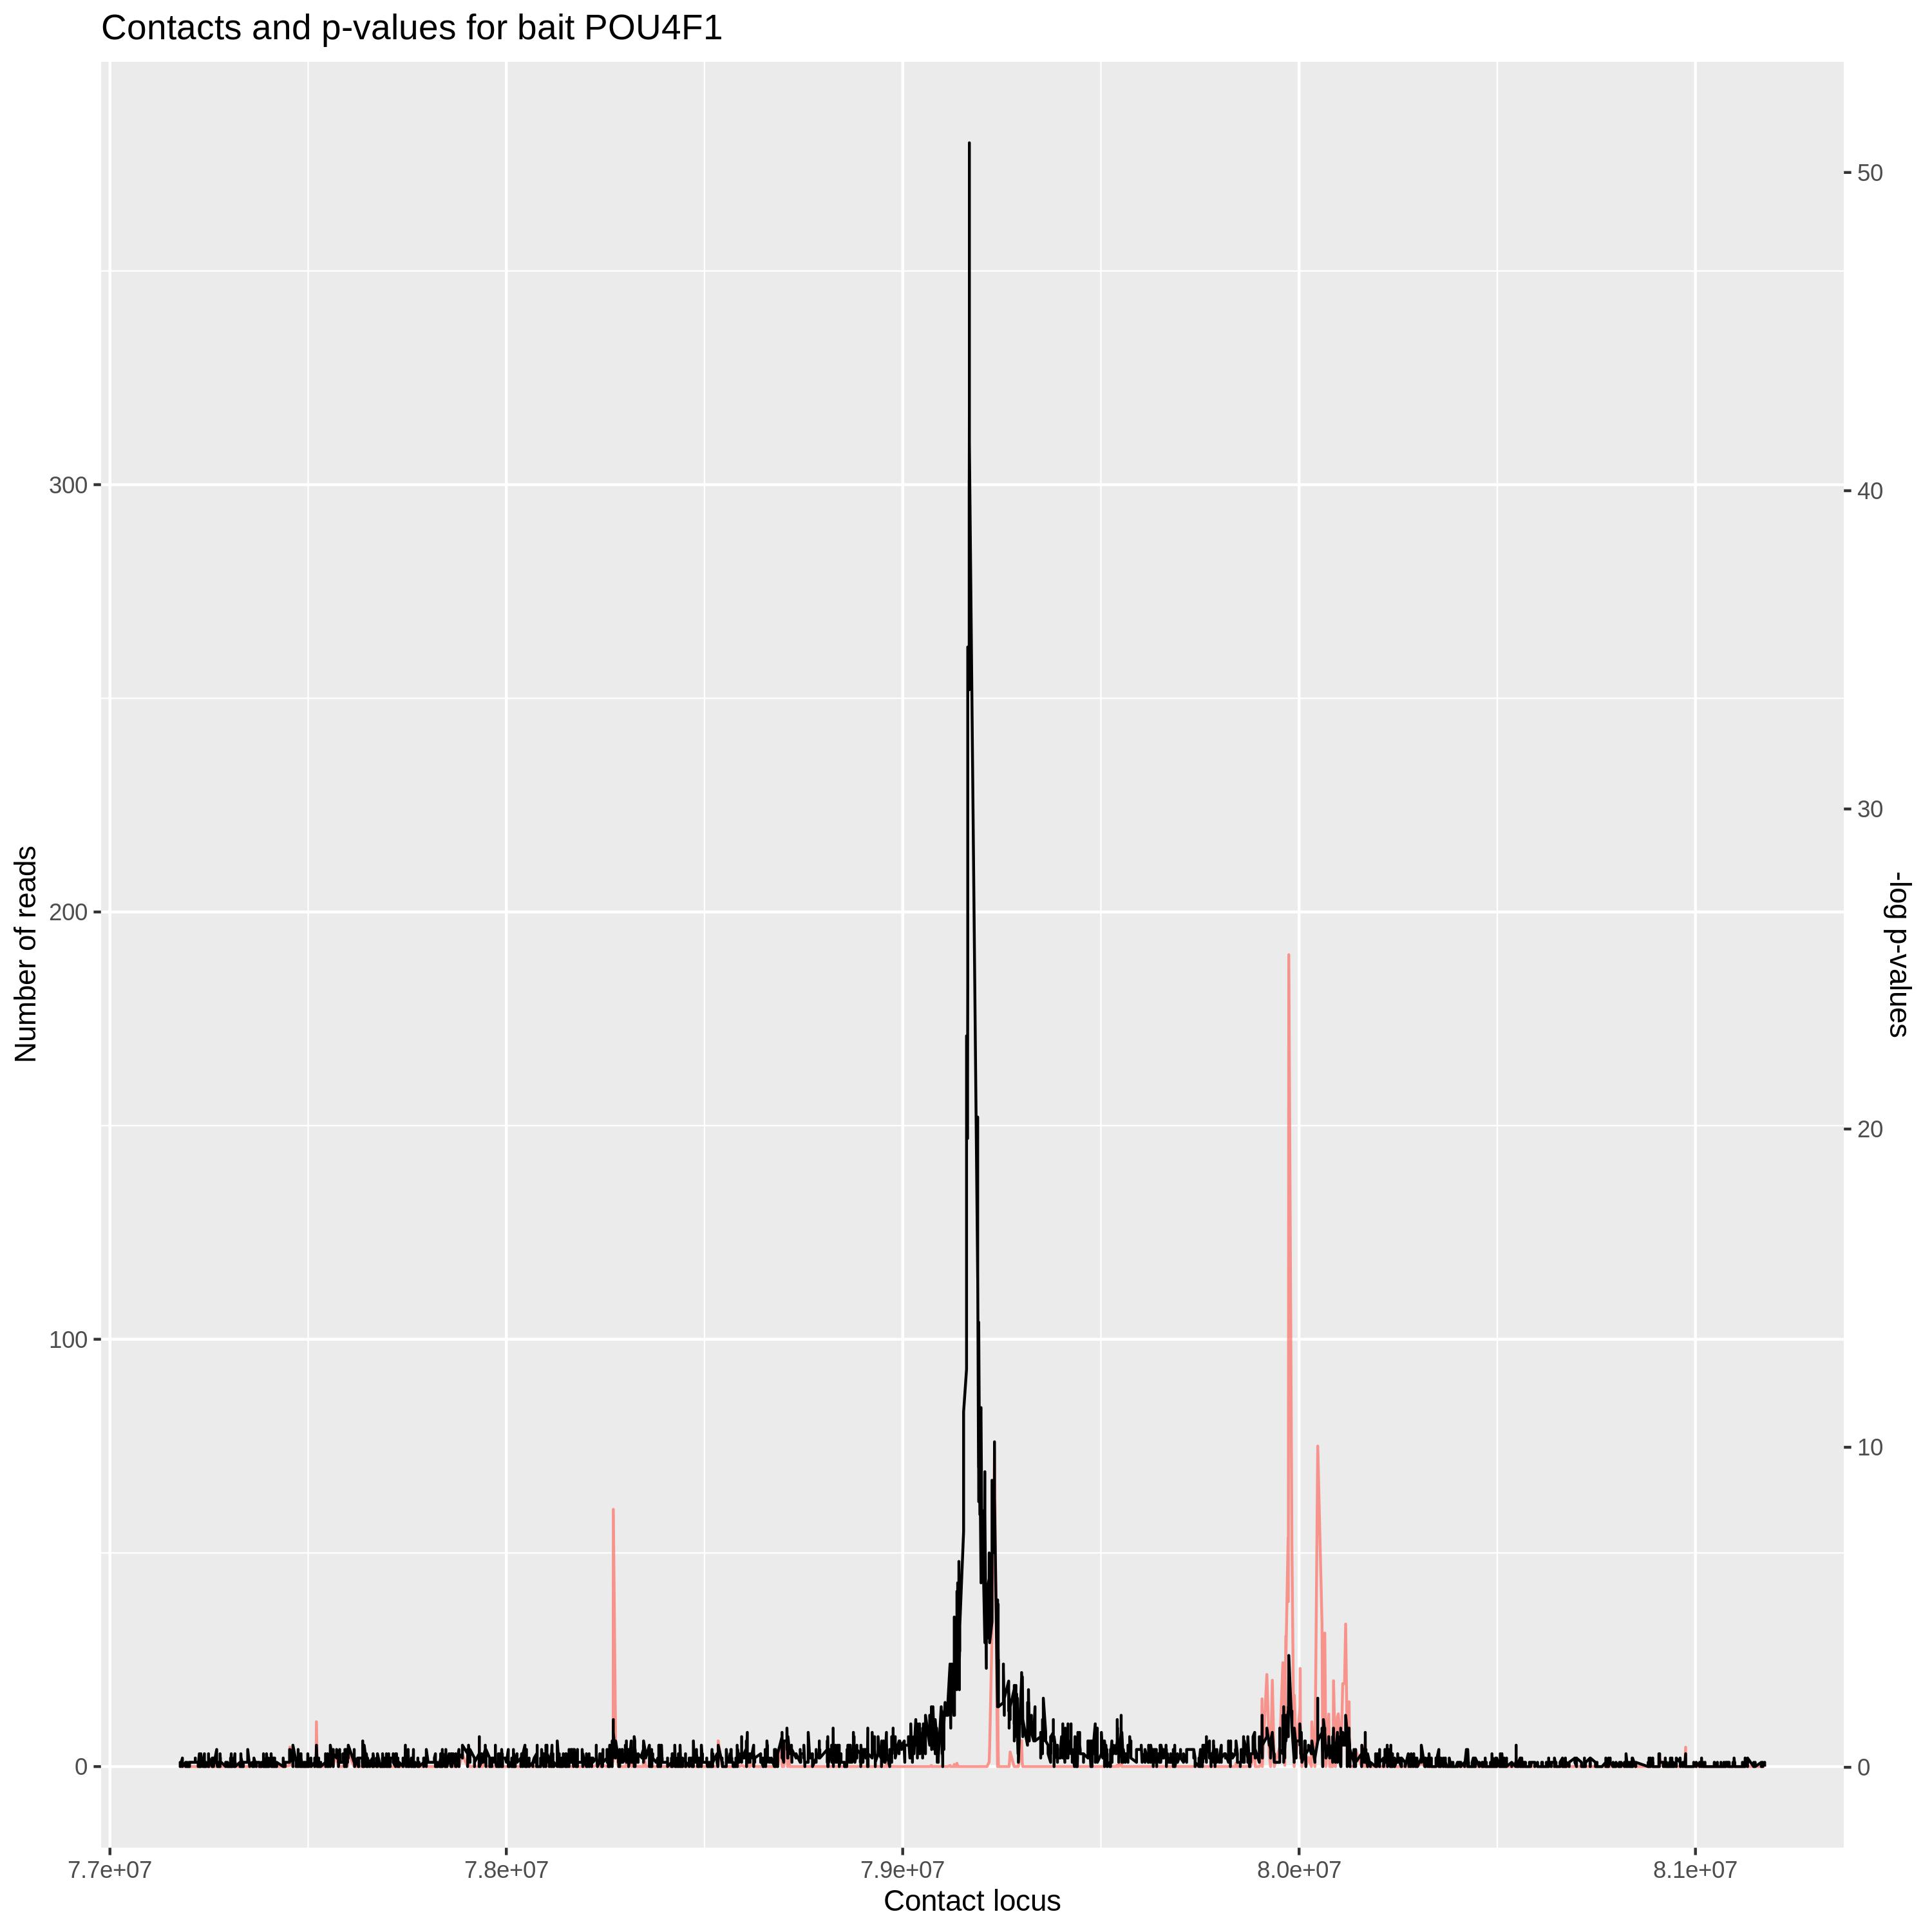 Contacts and p-values for bait POU4F1
300
200
100
0
Number of reads
50
40
30
20
10
0
-log p-values
7.7e+07 7.8e+07 7.9e+07 8.0e+07 8.1e+07
Contact locus